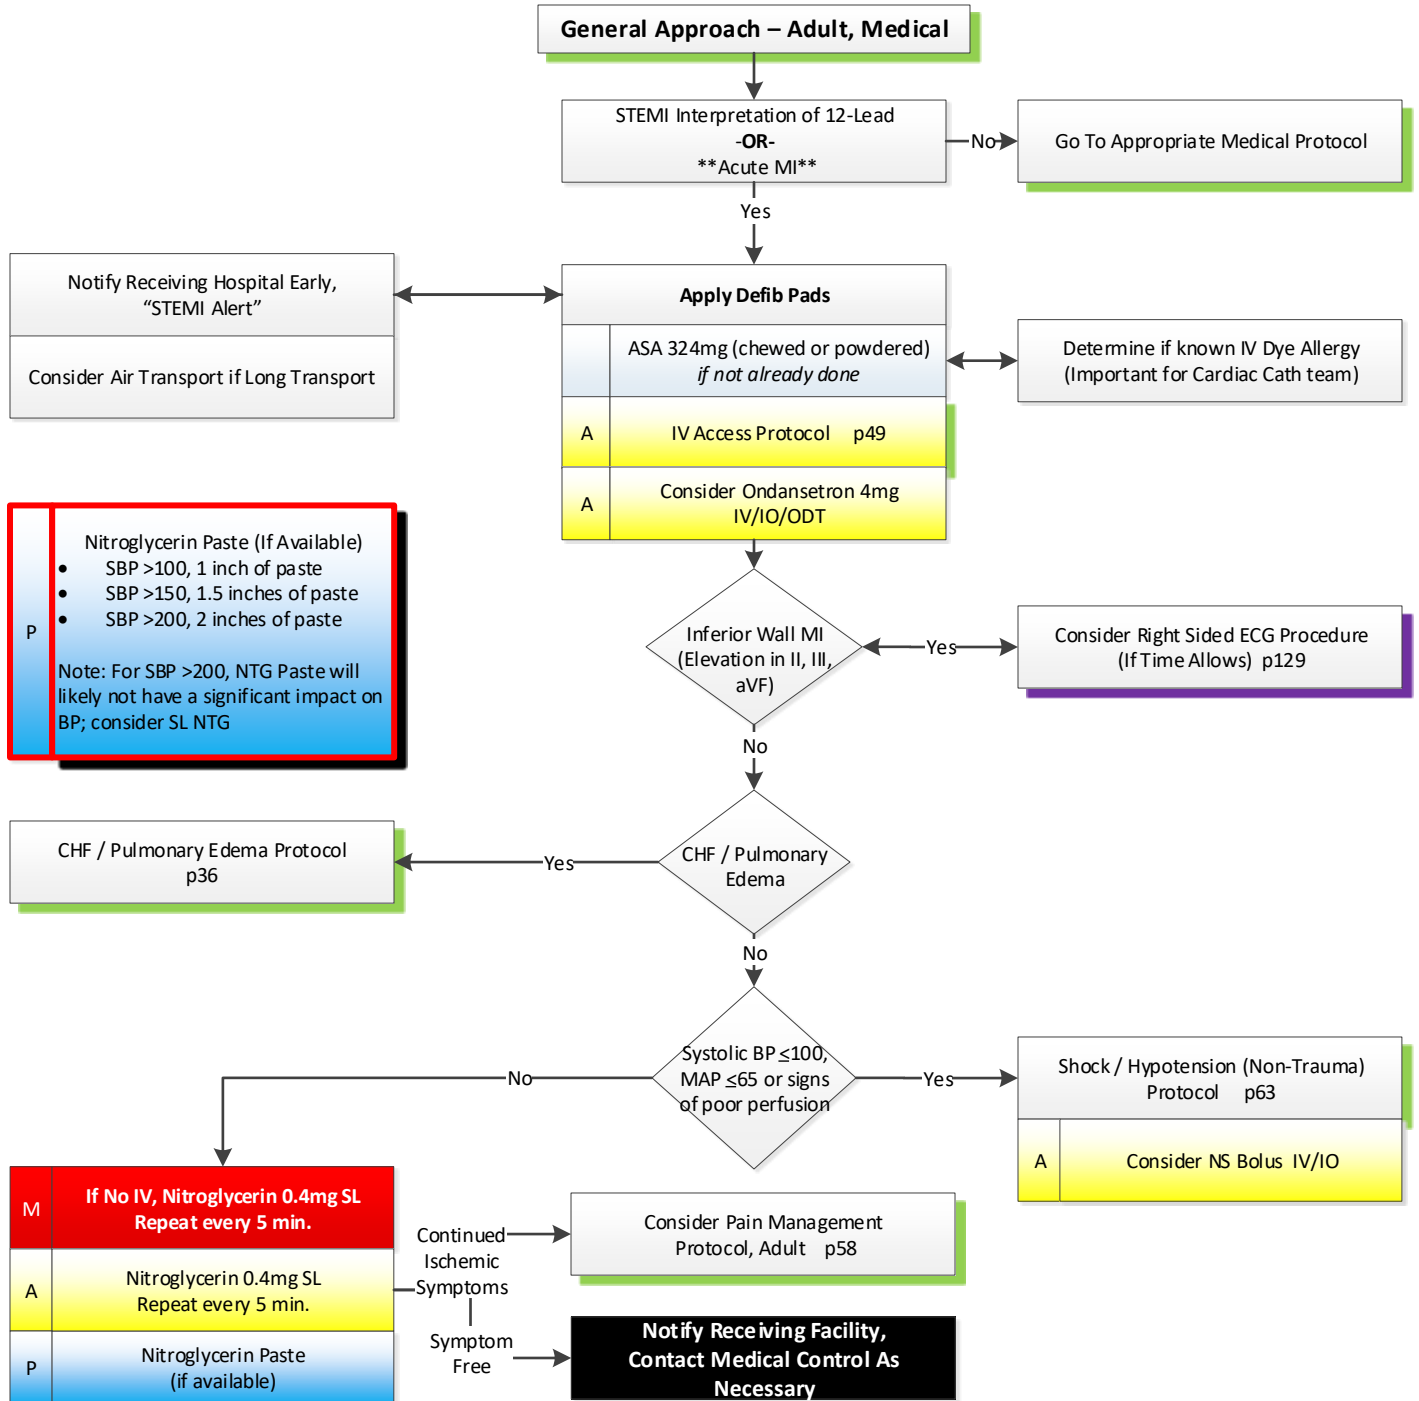 General Approach – Adult, Medical
STEMI Interpretation of 12-Lead
-OR-
**Acute MI**
No
Go To Appropriate Medical Protocol
Yes
Notify Receiving Hospital Early,
“STEMI Alert”
Consider Air Transport if Long Transport
Apply Defib Pads
ASA 324mg (chewed or powdered)
if not already done
A
IV Access Protocol p49
A
Consider Ondansetron 4mg
IV/IO/ODT
Determine if known IV Dye Allergy
(Important for Cardiac Cath team)
P
Nitroglycerin Paste (If Available)
• SBP >100, 1 inch of paste
• SBP >150, 1.5 inches of paste
• SBP >200, 2 inches of paste
Note: For SBP >200, NTG Paste will
likely not have a significant impact on
BP; consider SL NTG
Inferior Wall MI
(Elevation in II, III,
aVF)
Yes
Consider Right Sided ECG Procedure
(If Time Allows) p129
No
CHF / Pulmonary
Edema
Yes
CHF / Pulmonary Edema Protocol
p36
No
Systolic BP ≤100,
MAP ≤65 or signs
of poor perfusion
No
Yes
Shock / Hypotension (Non-Trauma)
Protocol p63
A
Consider NS Bolus IV/IO
M
If No IV, Nitroglycerin 0.4mg SL
Repeat every 5 min.
A
Nitroglycerin 0.4mg SL
Repeat every 5 min.
P
Nitroglycerin Paste
(if available)
Continued
Ischemic
Symptoms
Consider Pain Management
Protocol, Adult p58
Symptom
Free
Notify Receiving Facility,
Contact Medical Control As
Necessary